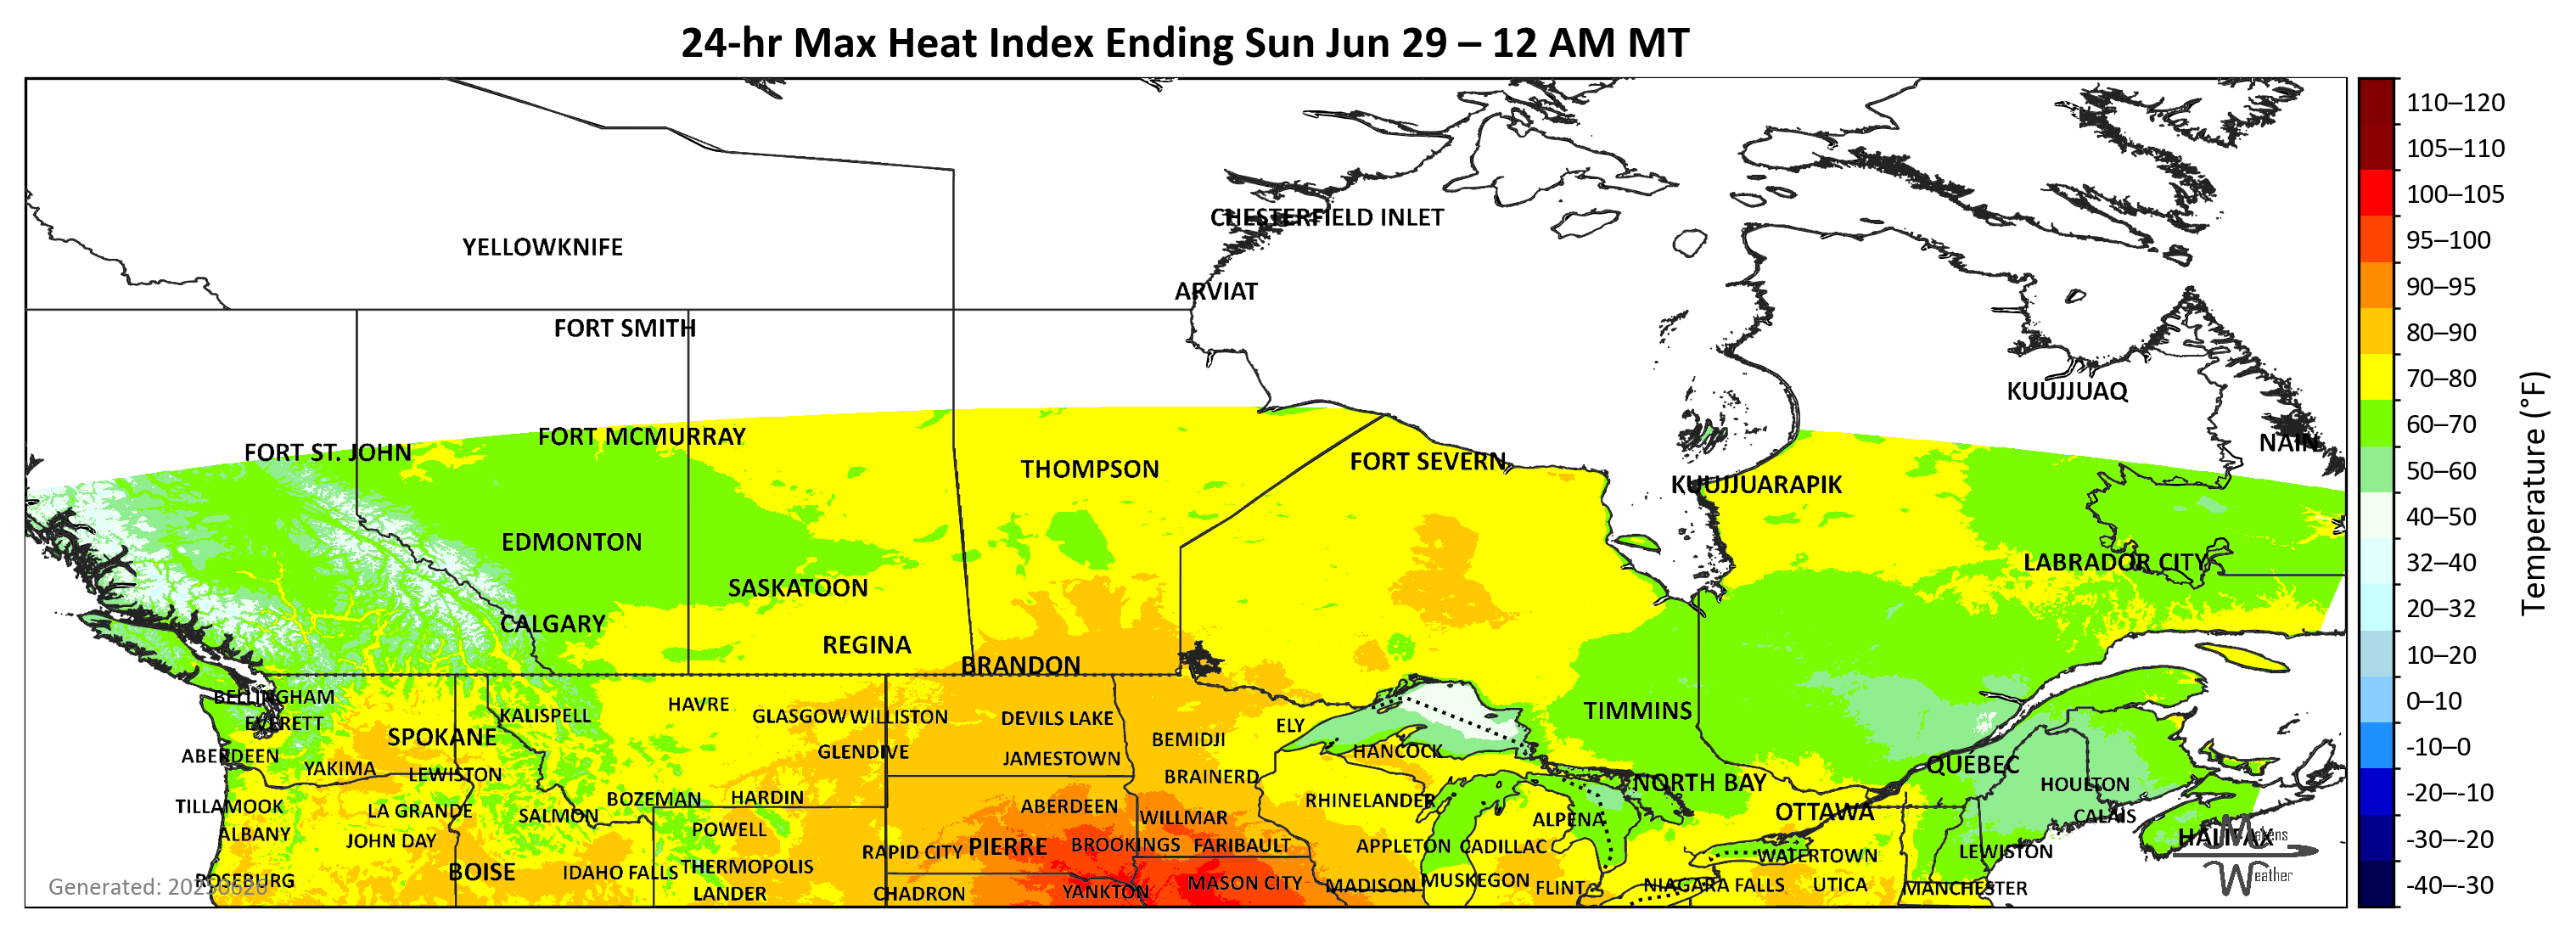 24-hr Max Heat Index Ending Sun Jun 29 – 12 AM MT
CHESTERFIELD INLET
YELLOWKNIFE
ARVIAT
FORT SMITH
KUUJJUAQ
FORT MCMURRAY
NAIN
FORT ST. JOHN
FORT SEVERN
THOMPSON
KUUJJUARAPIK
EDMONTON
LABRADOR CITY
SASKATOON
CALGARY
REGINA
BRANDON
BELLINGHAM
HAVRE
TIMMINS
KALISPELL
GLASGOW
WILLISTON
DEVILS LAKE
EVERETT
ELY
SPOKANE
BEMIDJI
GLENDIVE
HANCOCK
ABERDEEN
JAMESTOWN
QUÉBEC
YAKIMA
LEWISTON
BRAINERD
NORTH BAY
HOULTON
BOZEMAN
HARDIN
RHINELANDER
TILLAMOOK
ABERDEEN
LA GRANDE
OTTAWA
SALMON
WILLMAR
CALAIS
ALPENA
POWELL
ALBANY
HALIFAX
JOHN DAY
PIERRE
BROOKINGS
FARIBAULT
APPLETON
CADILLAC
RAPID CITY
LEWISTON
WATERTOWN
THERMOPOLIS
BOISE
IDAHO FALLS
ROSEBURG
MUSKEGON
MASON CITY
MADISON
NIAGARA FALLS
UTICA
FLINT
MANCHESTER
YANKTON
LANDER
CHADRON
Generated: 20250628
Weather
110–120
105–110
100–105
95–100
90–95
80–90
70–80
60–70
50–60
40–50
32–40
20–32
10–20
0–10
-10–0
-20–-10
-30–-20
-40–-30
Temperature (°F)